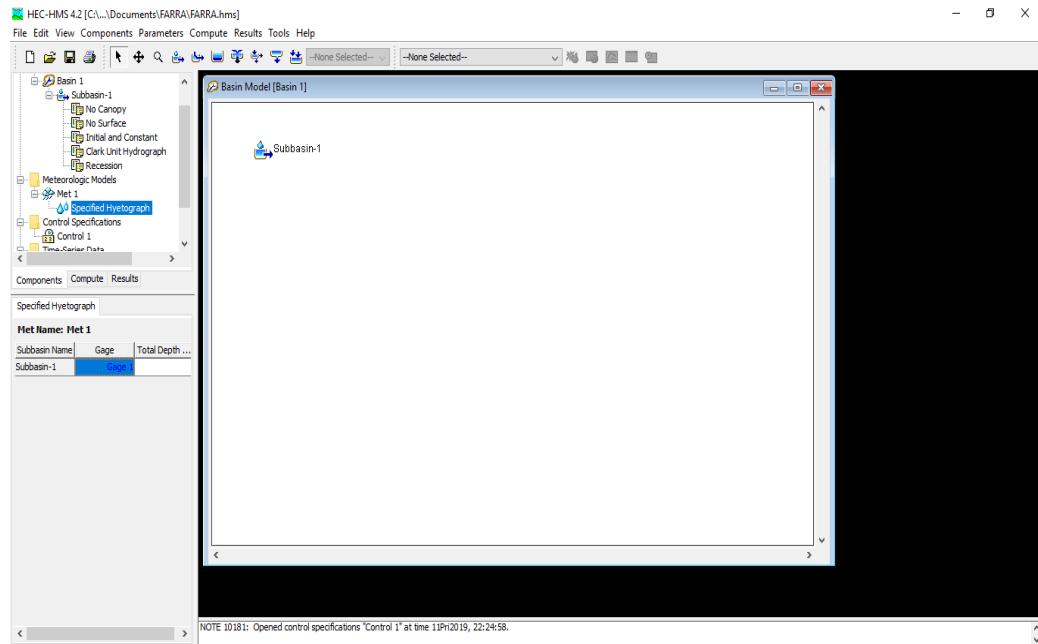 HEC-HMS 4.2 [C:\...\Documents\FARRA\FARRA.hms]
File Edit View Components Parameters Compute Results Tools Help
--None Selected-- --None Selected--
Basin 1
Subbasin-1
No Canopy
No Surface
Initial and Constant
Clark Unit Hydrograph
Recession
Meteorologic Models
Met 1
Specified Hyetograph
Control Specifications
Control 1
Time-Series Data
Components Compute Results
Specified Hyetograph
Met Name: Met 1
Subbasin Name Gage Total Depth ...
Subbasin-1 Gage 1
Basin Model [Basin 1]
Subbasin-1
NOTE 10181: Opened control specifications "Control 1" at time 11Pri2019, 22:24:58.